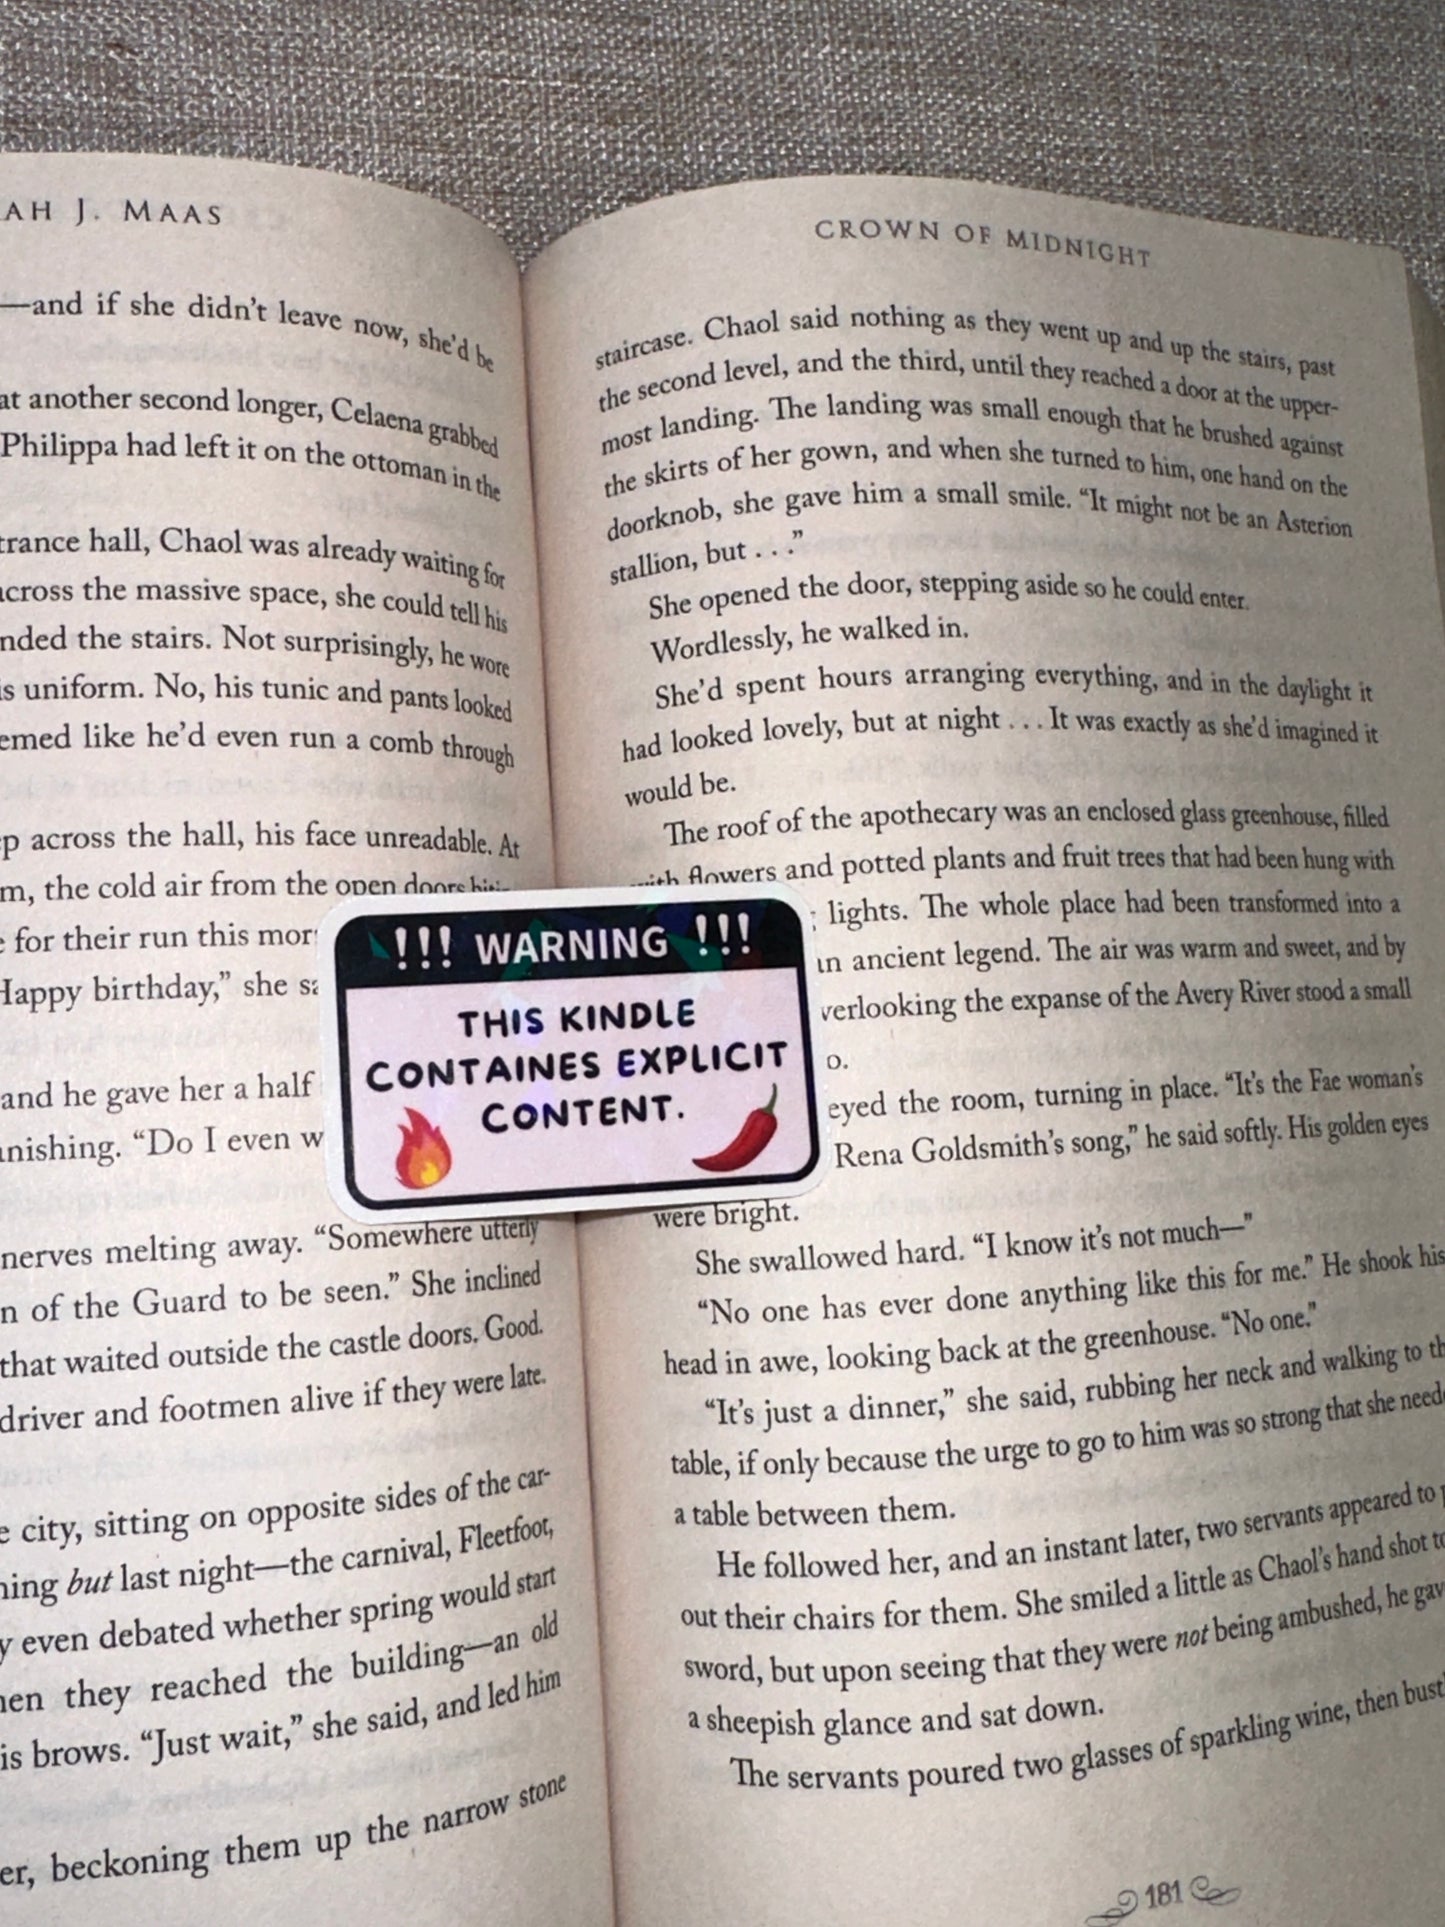 AH J. MAAS
—and if she didn't leave now, she'd be
at another second longer, Celaena grabbed
Philippa had left it on the ottoman in the
trance hall, Chaol was already waiting for
across the massive space, she could tell his
nded the stairs. Not surprisingly, he wore
is uniform. No, his tunic and pants looked
emed like he'd even run a comb through
p across the hall, his face unreadable. At
m, the cold air from the open doors
e for their run this mor
Happy birthday,” she sa
and he gave her a half
nishing. “Do I even w
nerves melting away. “Somewhere utterly
n of the Guard to be seen.” She inclined
that waited outside the castle doors. Good.
driver and footmen alive if they were late.
e city, sitting on opposite sides of the car-
hing but last night—the carnival, Fleetfoot,
y even debated whether spring would start
hen they reached the building—an old
is brows. “Just wait,” she said, and led him
er, beckoning them up the narrow stone
!!! WARNING !!!
THIS KINDLE
CONTAINES EXPLICIT
CONTENT.
CROWN OF MIDNIGHT
staircase. Chaol said nothing as they went up and up the stairs, past
the second level, and the third, until they reached a door at the upper-
most landing. The landing was small enough that he brushed against
the skirts of her gown, and when she turned to him, one hand on the
doorknob, she gave him a small smile. “It might not be an Asterion
stallion, but . . .”
She opened the door, stepping aside so he could enter.
Wordlessly, he walked in.
She'd spent hours arranging everything, and in the daylight it
had looked lovely, but at night . . . It was exactly as she'd imagined it
would be.
The roof of the apothecary was an enclosed glass greenhouse, filled
with flowers and potted plants and fruit trees that had been hung with
lights. The whole place had been transformed into a
an ancient legend. The air was warm and sweet, and by
verlooking the expanse of the Avery River stood a small
o.
eyed the room, turning in place. “It's the Fae woman's
Rena Goldsmith's song,” he said softly. His golden eyes
were bright.
She swallowed hard. “I know it's not much—”
“No one has ever done anything like this for me.” He shook his
head in awe, looking back at the greenhouse. “No one.”
“It's just a dinner,” she said, rubbing her neck and walking to th
table, if only because the urge to go to him was so strong that she need
a table between them.
He followed her, and an instant later, two servants appeared to p
out their chairs for them. She smiled a little as Chaol's hand shot to
sword, but upon seeing that they were not being ambushed, he gav
a sheepish glance and sat down.
The servants poured two glasses of sparkling wine, then bust
181